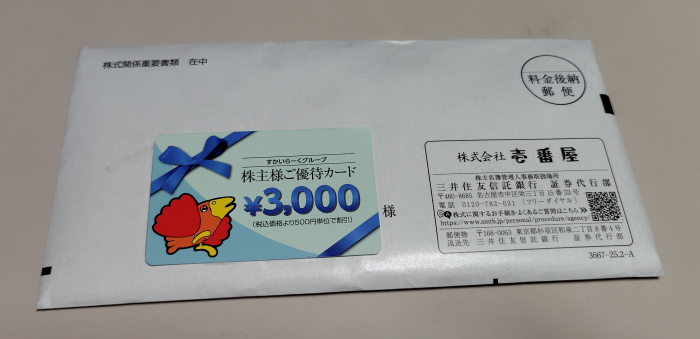 株式関係重要書類　在中
料金後納
郵便
すかいらーくグループ
株主様ご優待カード
¥3,000
(税込価格より500円単位で割引)
様
株式会社 壱番屋
株主名簿管理人事務取扱場所
三井住友信託銀行　証券代行部
〒460-8685 名古屋市中区栄三丁目15番33号
電話 0120-782-031 (フリーダイヤル)
株式に関するお手続きよくあるご質問はこちら
https://www.smtb.jp/personal/procedure/agency/
郵便物 〒168-0063 東京都杉並区和泉二丁目8番4号
返送先 三井住友信託銀行　証券代行部
3667-25.2-A